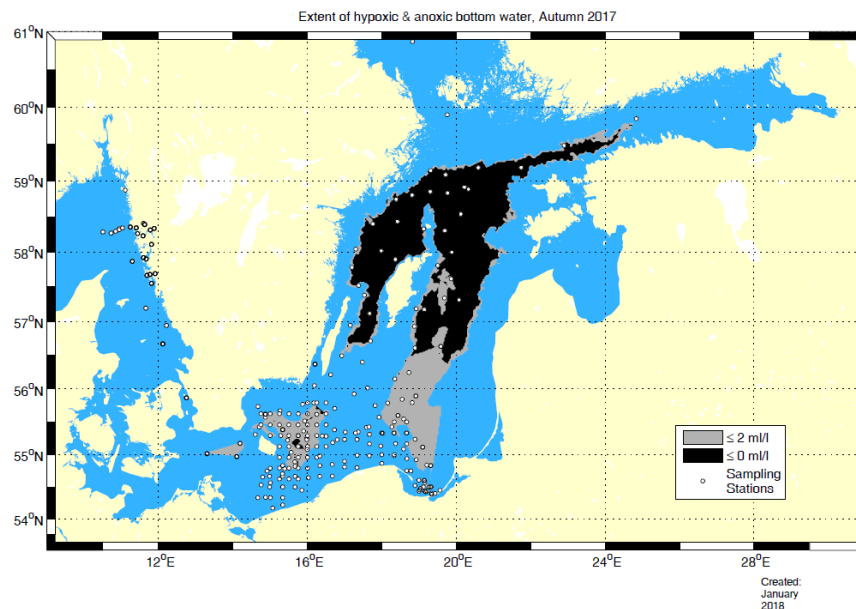 Extent of hypoxic & anoxic bottom water, Autumn 2017
61°N
60°N
59°N
58°N
57°N
56°N
55°N
54°N
≤ 2 ml/l
≤ 0 ml/l
Sampling
Stations
12°E
16°E
20°E
24°E
28°E
Created:
January
2018